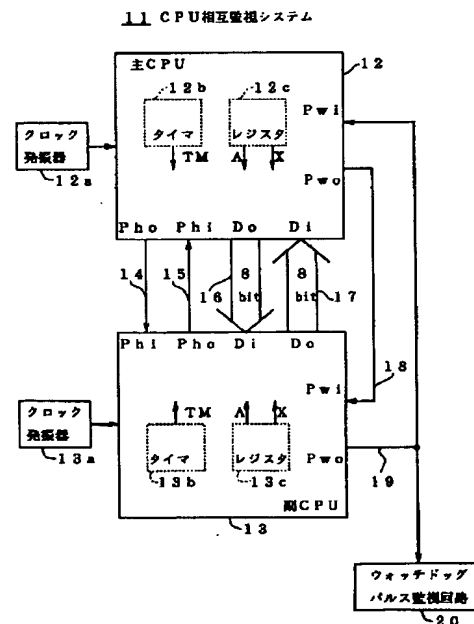 11 CPU相互監視システム
主CPU
12
12b
12c
Pwi
クロック
発振器
タイマ
レジスタ
TM
A
X
Pwo
12a
Pho Phi Do Di
14
15
16
8
bit
8
bit
17
Phi Pho Di Do
18
Pwi
クロック
発振器
TM
A
X
タイマ
レジスタ
Pwo
13a
13b
13c
19
副CPU
13
ウォッチドッグ
パルス監視回路
20